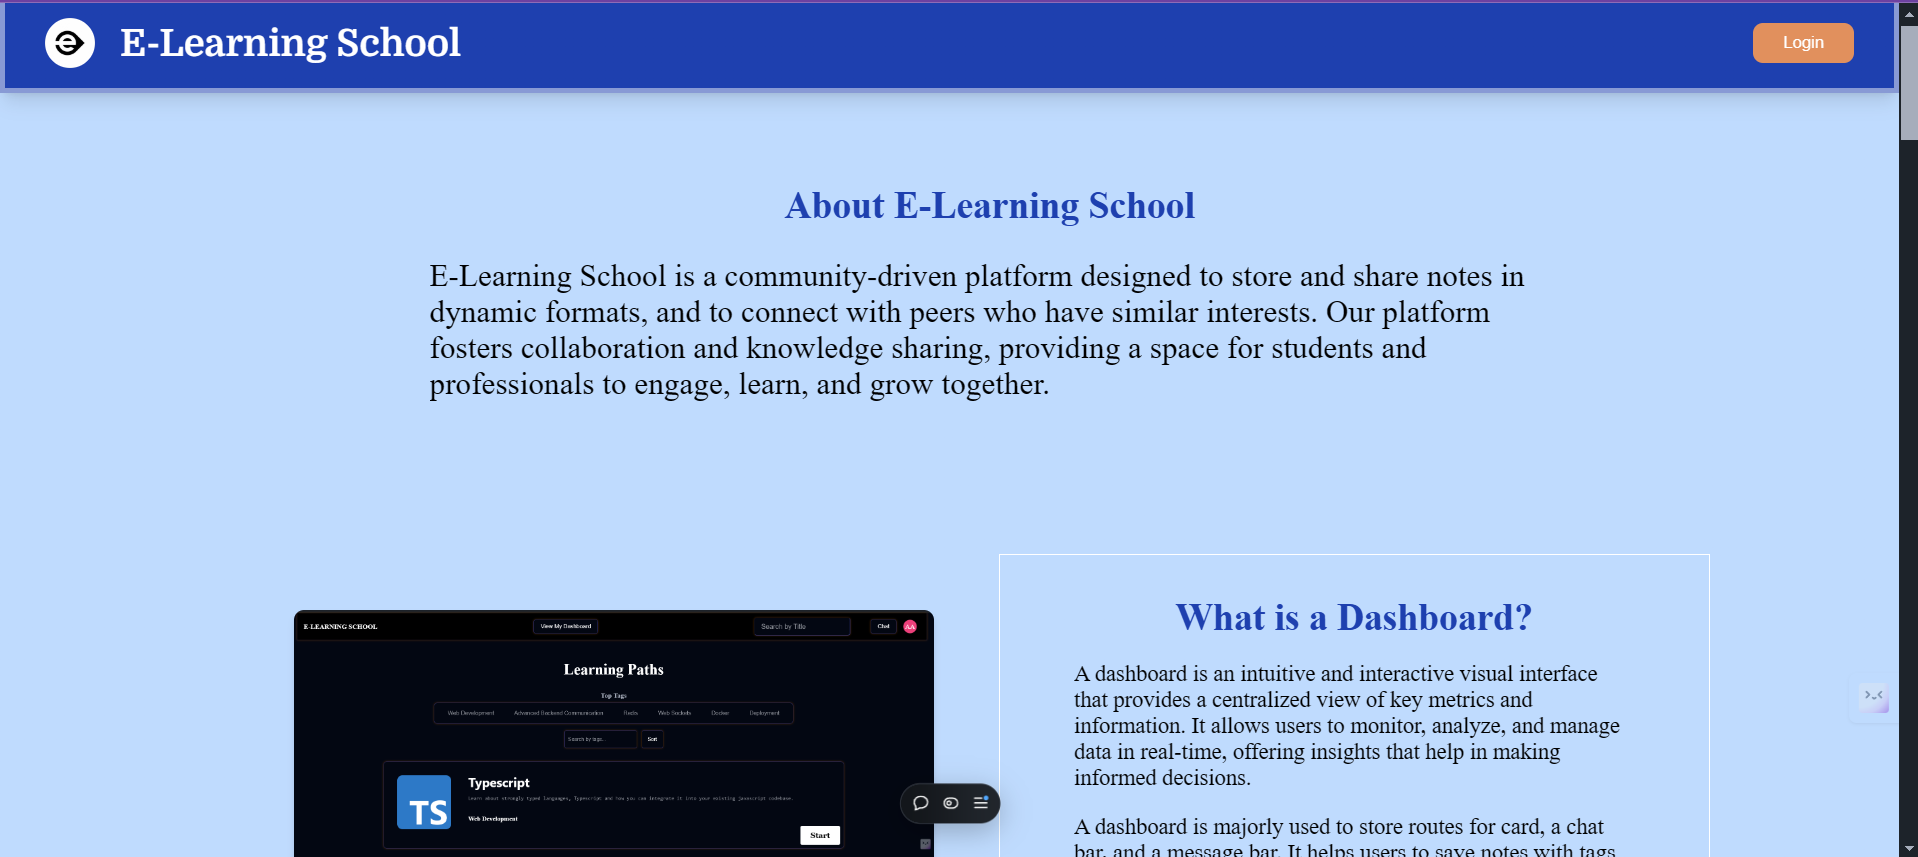 E-Learning School
Login
About E-Learning School
E-Learning School is a community-driven platform designed to store and share notes in
dynamic formats, and to connect with peers who have similar interests. Our platform
fosters collaboration and knowledge sharing, providing a space for students and
professionals to engage, learn, and grow together.
E-LEARNING SCHOOL
View My Dashboard
Search by Title
Chat
AA
Learning Paths
Top Tags
Web Development
Advanced Backend Communication
Redis
Web Sockets
Docker
Deployment
Search by tags...
Sort
TS
Typescript
Learn about strongly typed languages, Typescript and how you can integrate it into your existing javascript codebase.
Web Development
Start
What is a Dashboard?
A dashboard is an intuitive and interactive visual interface
that provides a centralized view of key metrics and
information. It allows users to monitor, analyze, and manage
data in real-time, offering insights that help in making
informed decisions.
A dashboard is majorly used to store routes for card, a chat
bar, and a message bar. It helps users to save notes with tags